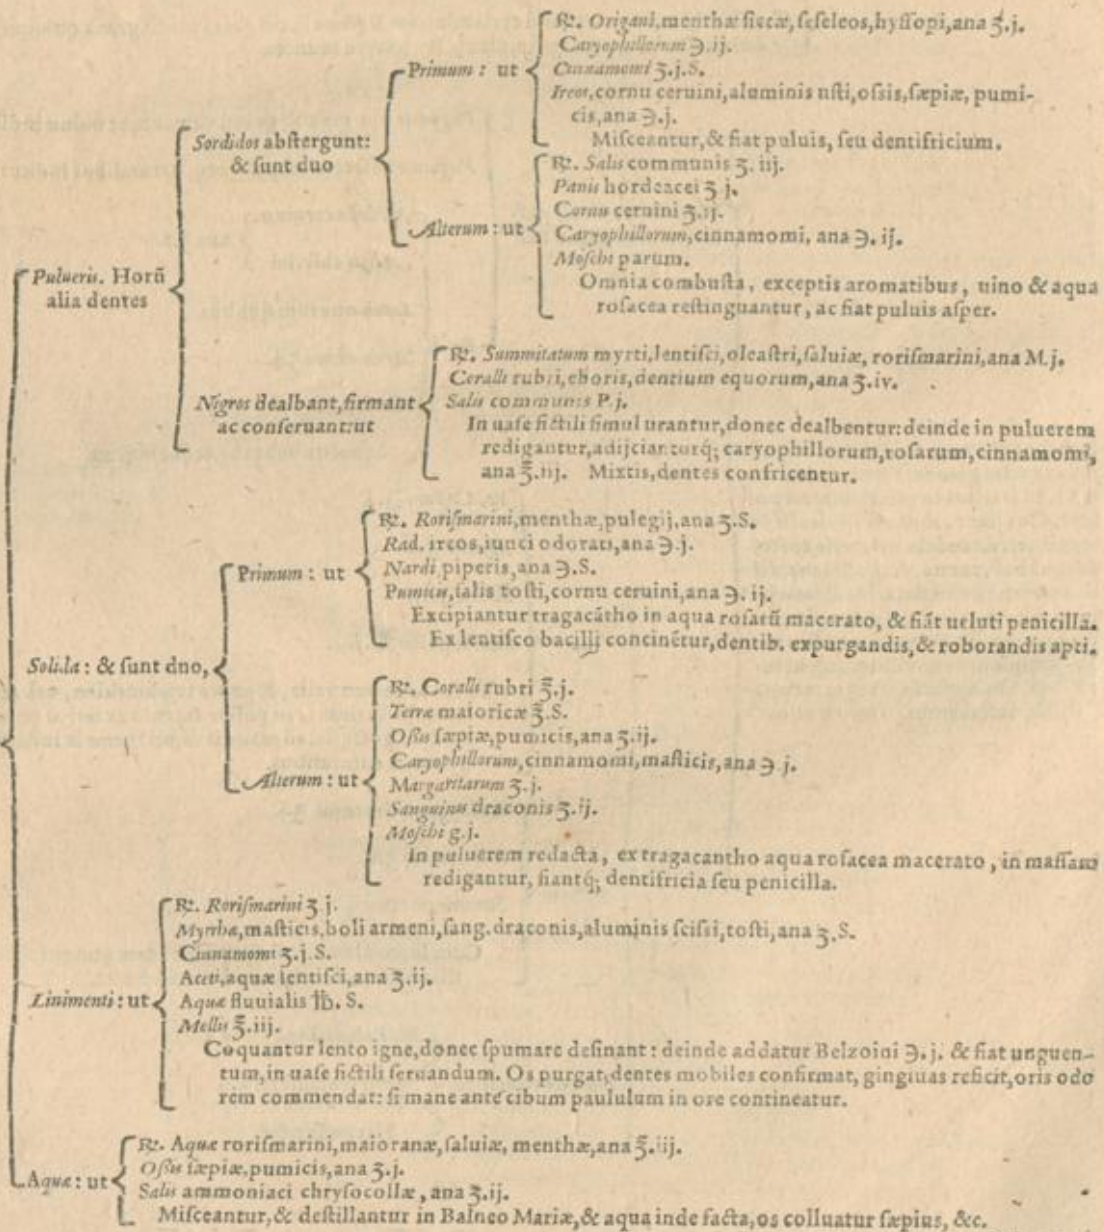 ℞. Origani, menthæ siccæ, seseleos, hyssopi, ana ʒ.j.
Caryophillorum ℈.ij.
Primum: ut
Cinnamomi ʒ.j.S.
Ireos, cornu ceruini, aluminis usti, ossis, sæpiæ, pumi-
cis, ana ℈.j.
Misceantur, & fiat puluis, seu dentifricium.
Sordidos abstergunt:
& sunt duo
℞. Salis communis ʒ. iij.
Panis hordeacei ʒ j.
Cornu ceruini ʒ.ij.
Alterum: ut
Caryophillorum, cinnamomi, ana ℈. ij.
Moschi parum.
Omnia combusta, exceptis aromatibus, uino & aqua
rosacea restinguantur, ac fiat puluis asper.
Pulueris. Horũ
alia dentes
℞. Summitatum myrti, lentisci, oleastri, saluiæ, rorismarini, ana M.j.
Coralli rubri, eboris, dentium equorum, ana ʒ.iv.
Nigros dealbant, firmant
ac conseruant: ut
Salis communis P.j.
In uase fictili simul urantur, donec dealbentur: deinde in puluerem
redigantur, adijcianturq́; caryophillorum, rosarum, cinnamomi,
ana ℥.iij. Mixtis, dentes confricentur.
℞. Rorismarini, menthæ, pulegij, ana ʒ.S.
Rad. ireos, iunci odorati, ana ℈.j.
Primum: ut
Nardi, piperis, ana ℈.S.
Pumicis, salis tosti, cornu ceruini, ana ℈. ij.
Excipiantur tragacãtho in aqua rosarũ macerato, & fiãt ueluti penicilla.
Ex lentisco bacilij concinẽtur, dentib. expurgandis, & roborandis apti.
Solida: & sunt duo,
℞. Coralli rubri ℥.j.
Terræ maioricæ ℥.S.
Ossis sæpiæ, pumicis, ana ʒ.ij.
Caryophillorum, cinnamomi, masticis, ana ℈ j.
Alterum: ut
Margaritarum ʒ.j.
Sanguinis draconis ʒ.ij.
Moschi g.j.
In puluerem redacta, ex tragacantho aqua rosacea macerato, in massam
redigantur, fiantq́; dentifricia seu penicilla.
℞. Rorismarini ʒ j.
Myrrhæ, masticis, boli armeni, sang. draconis, aluminis scissi, tosti, ana ʒ.S.
Cinnamomi ʒ.j.S.
Aceti, aquæ lentisci, ana ʒ.ij.
Linimenti: ut
Aquæ fluuialis ℔. S.
Mellis ℥.iij.
Coquantur lento igne, donec spumare desinant: deinde addatur Belzoini ℈.j. & fiat unguen-
tum, in uase fictili seruandum. Os purgat, dentes mobiles confirmat, gingiuas reficit, oris odo
rem commendat: si mane ante cibum paululum in ore contineatur.
℞. Aquæ rorismarini, maioranæ, saluiæ, menthæ, ana ℥.iij.
Ossis sæpiæ, pumicis, ana ʒ.j.
Aquæ: ut
Salis ammoniaci chrysocollæ, ana ʒ.ij.
Misceantur, & destillantur in Balneo Mariæ, & aqua inde facta, os colluatur sæpius, &c.